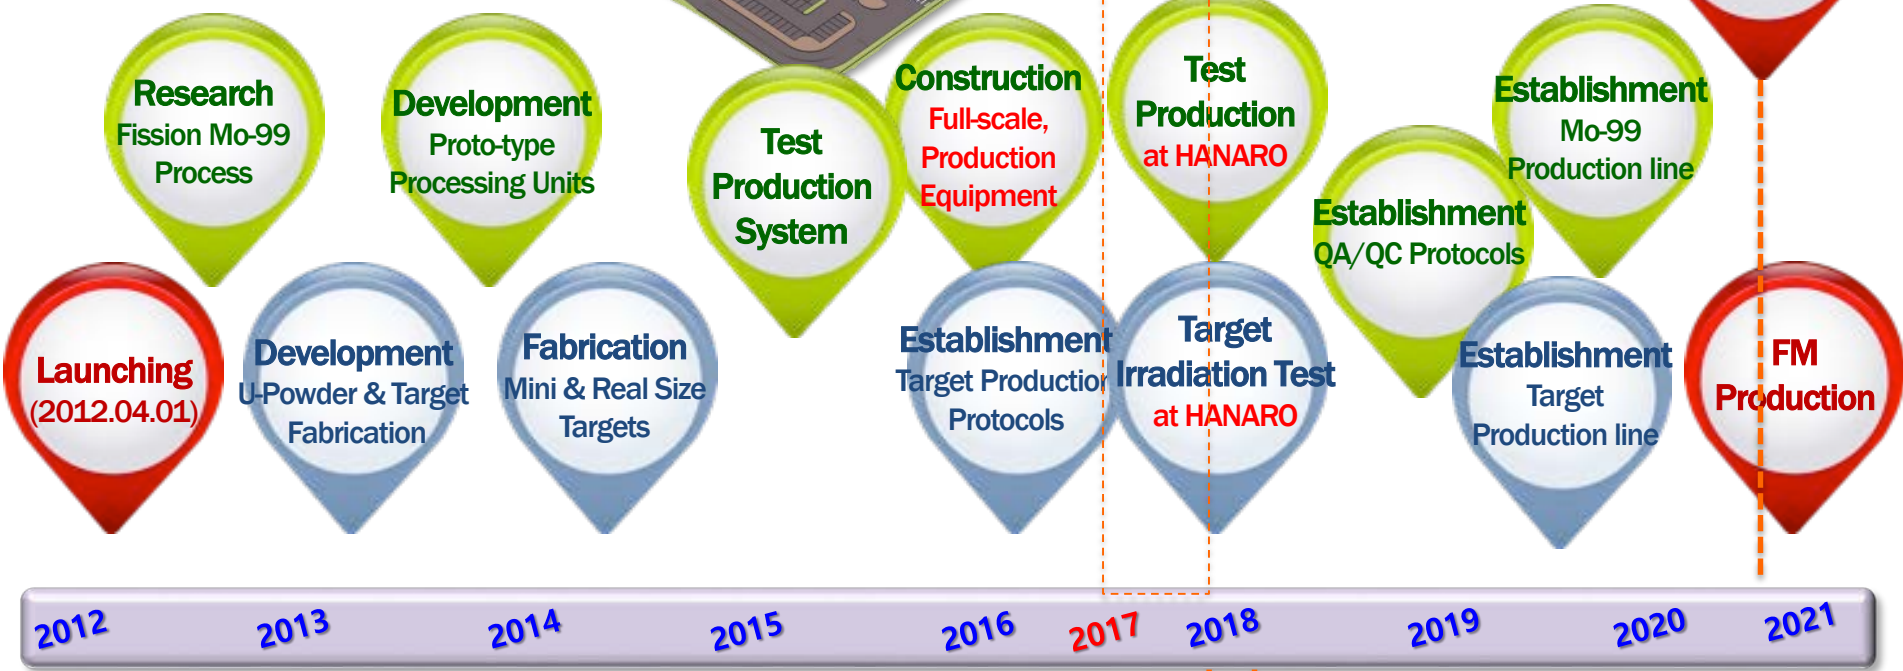 Research
Fission Mo-99
Process
Development
Proto-type
Processing Units
Test
Production
System
Construction
Full-scale,
Production
Equipment
Test
Production
at HANARO
Establishment
QA/QC Protocols
Establishment
Mo-99
Production line
Launching
(2012.04.01)
Development
U-Powder & Target
Fabrication
Fabrication
Mini & Real Size
Targets
Establishment
Target Production
Protocols
Target
Irradiation Test
at HANARO
Establishment
Target
Production line
FM
Production
2012
2013
2014
2015
2016
2017
2018
2019
2020
2021